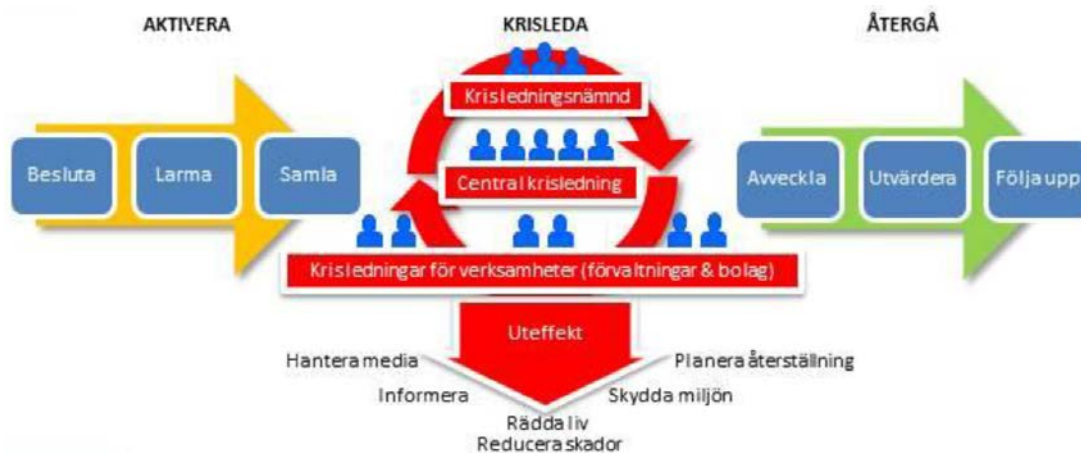 AKTIVERA
KRISLEDA
ÅTERGÅ
Besluta
Larma
Samla
Krisledningsnämnd
Central krisledning
Krisledningar för verksamheter (förvaltningar & bolag)
Avveckla
Utvärdera
Följa upp
Uteffekt
Hantera media
Planera återställning
Informera
Skydda miljön
Rädda liv
Reducera skador